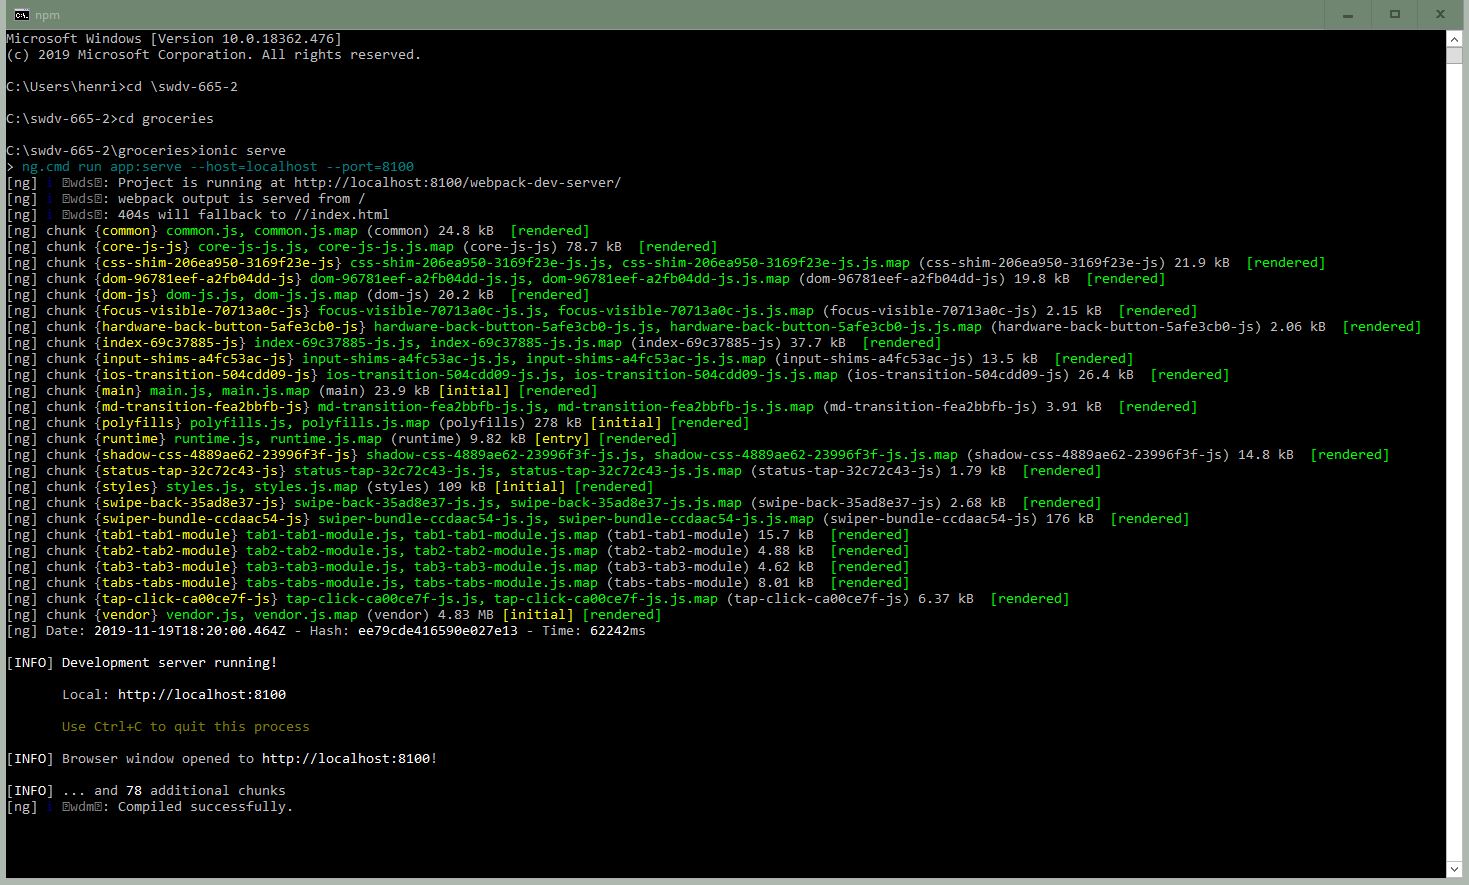 npm
Microsoft Windows [Version 10.0.18362.476]
(c) 2019 Microsoft Corporation. All rights reserved.
C:\Users\henri>cd \swdv-665-2
C:\swdv-665-2>cd groceries
C:\swdv-665-2\groceries>ionic serve
> ng.cmd run app:serve --host=localhost --port=8100
[ng] i wds: Project is running at http://localhost:8100/webpack-dev-server/
[ng] i wds: webpack output is served from /
[ng] i wds: 404s will fallback to //index.html
[ng] chunk {common} common.js, common.js.map (common) 24.8 kB  [rendered]
[ng] chunk {core-js-js} core-js-js.js, core-js-js.js.map (core-js-js) 78.7 kB  [rendered]
[ng] chunk {css-shim-206ea950-3169f23e-js} css-shim-206ea950-3169f23e-js.js, css-shim-206ea950-3169f23e-js.js.map (css-shim-206ea950-3169f23e-js) 21.9 kB  [rendered]
[ng] chunk {dom-96781eef-a2fb04dd-js} dom-96781eef-a2fb04dd-js.js, dom-96781eef-a2fb04dd-js.js.map (dom-96781eef-a2fb04dd-js) 19.8 kB  [rendered]
[ng] chunk {dom-js} dom-js.js, dom-js.js.map (dom-js) 20.2 kB  [rendered]
[ng] chunk {focus-visible-70713a0c-js} focus-visible-70713a0c-js.js, focus-visible-70713a0c-js.js.map (focus-visible-70713a0c-js) 2.15 kB  [rendered]
[ng] chunk {hardware-back-button-5afe3cb0-js} hardware-back-button-5afe3cb0-js.js, hardware-back-button-5afe3cb0-js.js.map (hardware-back-button-5afe3cb0-js) 2.06 kB  [rendered]
[ng] chunk {index-69c37885-js} index-69c37885-js.js, index-69c37885-js.js.map (index-69c37885-js) 37.7 kB  [rendered]
[ng] chunk {input-shims-a4fc53ac-js} input-shims-a4fc53ac-js.js, input-shims-a4fc53ac-js.js.map (input-shims-a4fc53ac-js) 13.5 kB  [rendered]
[ng] chunk {ios-transition-504cdd09-js} ios-transition-504cdd09-js.js, ios-transition-504cdd09-js.js.map (ios-transition-504cdd09-js) 26.4 kB  [rendered]
[ng] chunk {main} main.js, main.js.map (main) 23.9 kB [initial] [rendered]
[ng] chunk {md-transition-fea2bbfb-js} md-transition-fea2bbfb-js.js, md-transition-fea2bbfb-js.js.map (md-transition-fea2bbfb-js) 3.91 kB  [rendered]
[ng] chunk {polyfills} polyfills.js, polyfills.js.map (polyfills) 278 kB [initial] [rendered]
[ng] chunk {runtime} runtime.js, runtime.js.map (runtime) 9.82 kB [entry] [rendered]
[ng] chunk {shadow-css-4889ae62-23996f3f-js} shadow-css-4889ae62-23996f3f-js.js, shadow-css-4889ae62-23996f3f-js.js.map (shadow-css-4889ae62-23996f3f-js) 14.8 kB  [rendered]
[ng] chunk {status-tap-32c72c43-js} status-tap-32c72c43-js.js, status-tap-32c72c43-js.js.map (status-tap-32c72c43-js) 1.79 kB  [rendered]
[ng] chunk {styles} styles.js, styles.js.map (styles) 109 kB [initial] [rendered]
[ng] chunk {swipe-back-35ad8e37-js} swipe-back-35ad8e37-js.js, swipe-back-35ad8e37-js.js.map (swipe-back-35ad8e37-js) 2.68 kB  [rendered]
[ng] chunk {swiper-bundle-ccdaac54-js} swiper-bundle-ccdaac54-js.js, swiper-bundle-ccdaac54-js.js.map (swiper-bundle-ccdaac54-js) 176 kB  [rendered]
[ng] chunk {tab1-tab1-module} tab1-tab1-module.js, tab1-tab1-module.js.map (tab1-tab1-module) 15.7 kB  [rendered]
[ng] chunk {tab2-tab2-module} tab2-tab2-module.js, tab2-tab2-module.js.map (tab2-tab2-module) 4.88 kB  [rendered]
[ng] chunk {tab3-tab3-module} tab3-tab3-module.js, tab3-tab3-module.js.map (tab3-tab3-module) 4.62 kB  [rendered]
[ng] chunk {tabs-tabs-module} tabs-tabs-module.js, tabs-tabs-module.js.map (tabs-tabs-module) 8.01 kB  [rendered]
[ng] chunk {tap-click-ca00ce7f-js} tap-click-ca00ce7f-js.js, tap-click-ca00ce7f-js.js.map (tap-click-ca00ce7f-js) 6.37 kB  [rendered]
[ng] chunk {vendor} vendor.js, vendor.js.map (vendor) 4.83 MB [initial] [rendered]
[ng] Date: 2019-11-19T18:20:00.464Z - Hash: ee79cde416590e027e13 - Time: 62242ms
[INFO] Development server running!
Local: http://localhost:8100
Use Ctrl+C to quit this process
[INFO] Browser window opened to http://localhost:8100!
[INFO] ... and 78 additional chunks
[ng] i wdm: Compiled successfully.